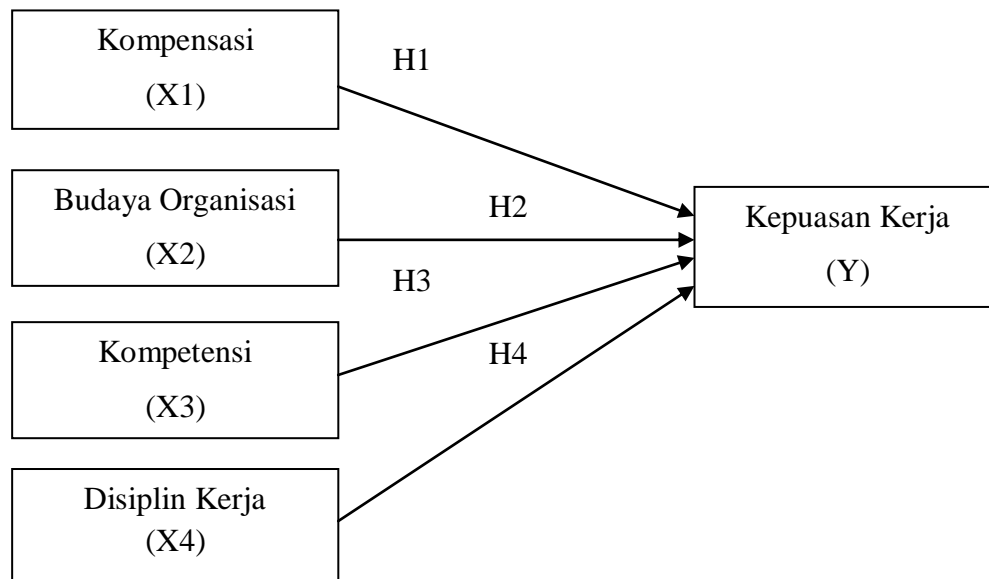 Kompensasi
(X1)
H1
Budaya Organisasi
(X2)
H2
Kepuasan Kerja
(Y)
H3
Kompetensi
(X3)
H4
Disiplin Kerja
(X4)